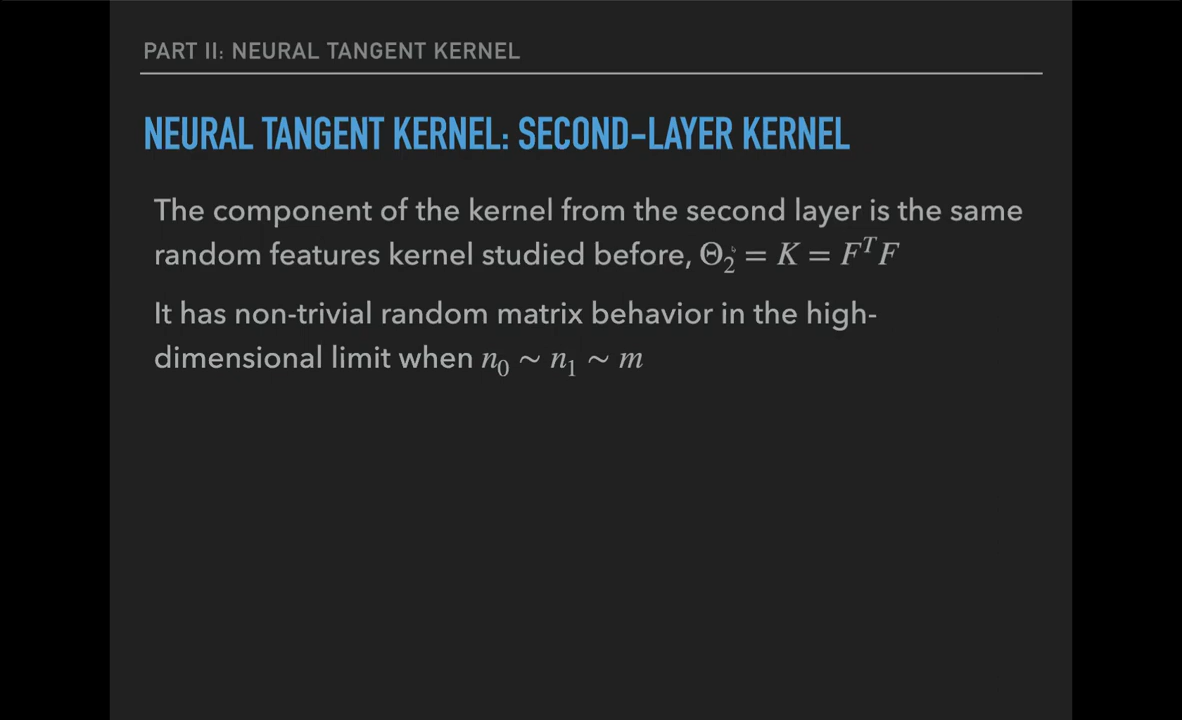 PART II: NEURAL TANGENT KERNEL
NEURAL TANGENT KERNEL: SECOND-LAYER KERNEL
The component of the kernel from the second layer is the same
random features kernel studied before, Θ₂ = K = FᵀF
It has non-trivial random matrix behavior in the high-
dimensional limit when n₀ ~ n₁ ~ m